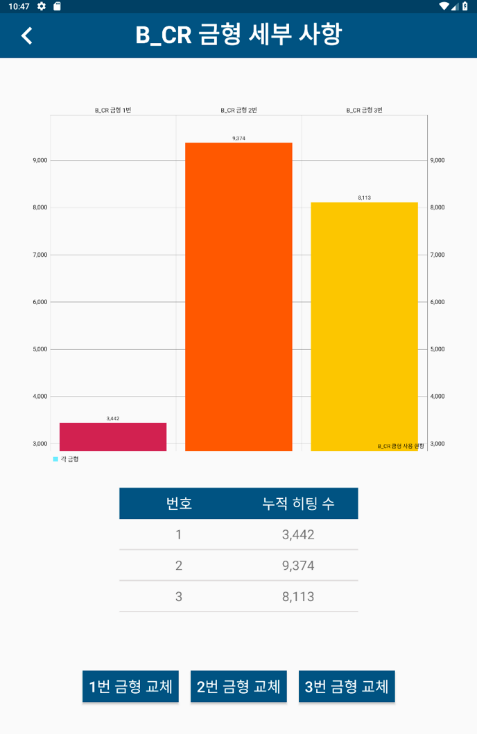 10:47
B_CR 금형 세부 사항
B_CR 금형 1번 B_CR 금형 2번 B_CR 금형 3번
9,374
9,000 9,000
8,113
8,000 8,000
7,000 7,000
6,000 6,000
5,000 5,000
4,000 4,000
3,442
3,000 3,000
B_CR 금형 사용 현황
각 금형
번호 누적 히팅 수
1 3,442
2 9,374
3 8,113
1번 금형 교체 2번 금형 교체 3번 금형 교체